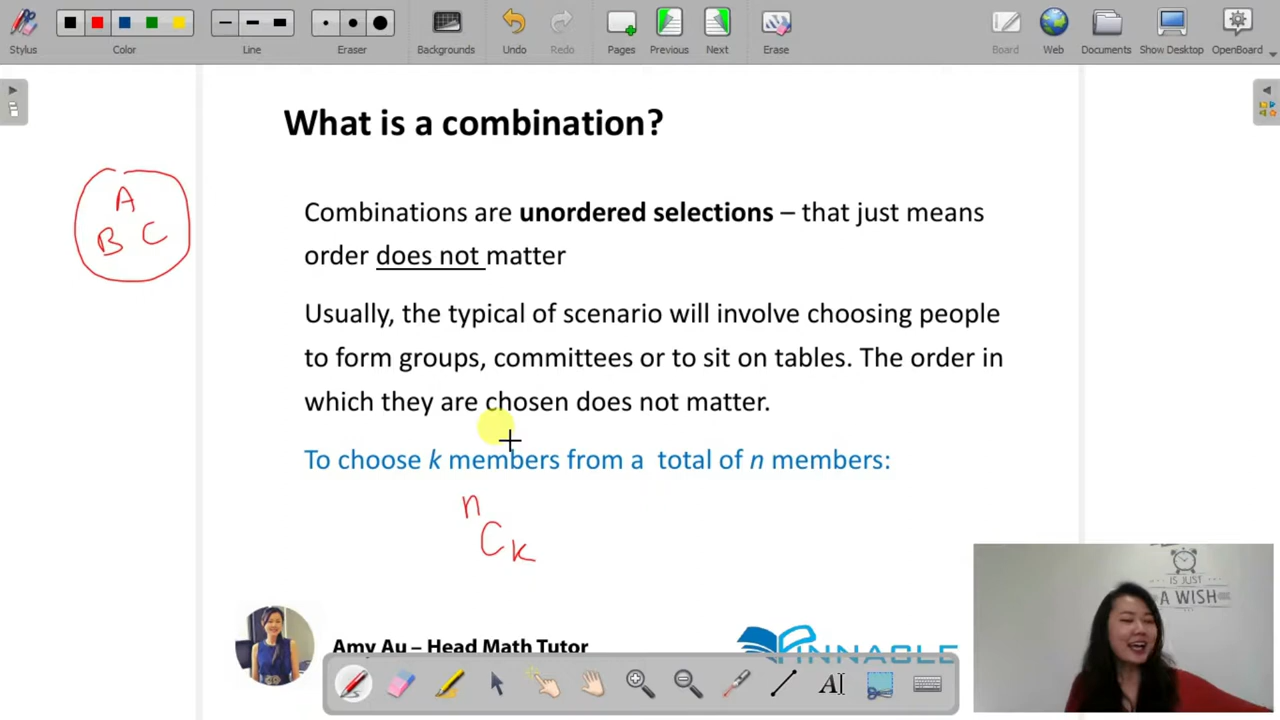 Stylus
Color
Line
Eraser
Backgrounds
Undo
Redo
Pages
Previous
Next
Erase
Board
Web
Documents
Show Desktop
OpenBoard
What is a combination?
A
B C
Combinations are unordered selections – that just means
order does not matter
Usually, the typical of scenario will involve choosing people
to form groups, committees or to sit on tables. The order in
which they are chosen does not matter.
To choose k members from a total of n members:
n
C k
IS JUST
A WISH
Amy Au – Head Math Tutor
PINNACLE
AI